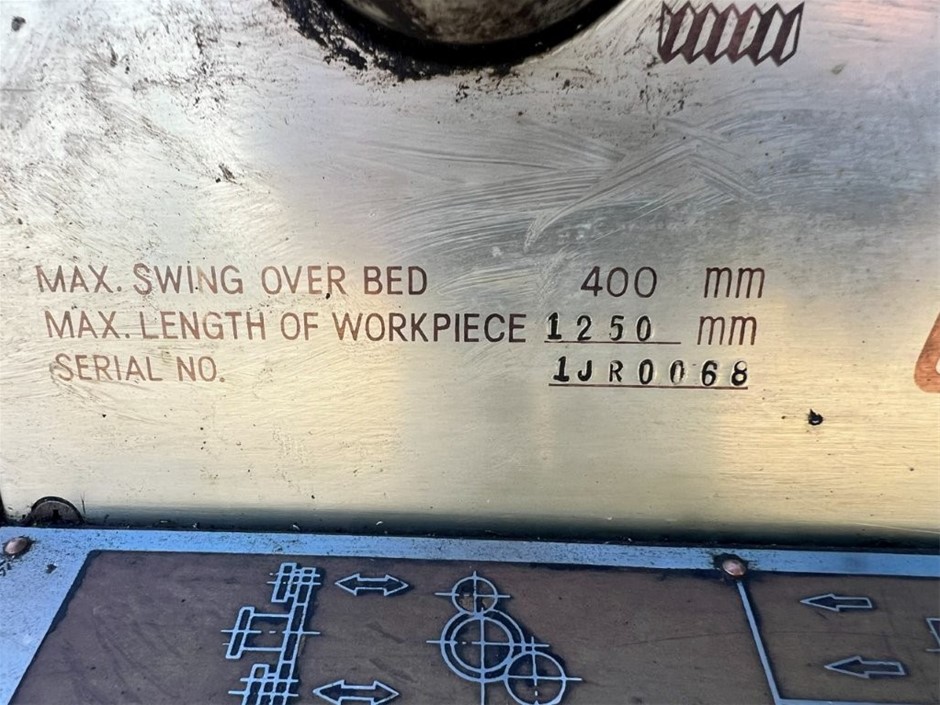 MAX. SWING OVER BED 400 mm
MAX. LENGTH OF WORKPIECE 1250 mm
SERIAL NO. 1JR0068